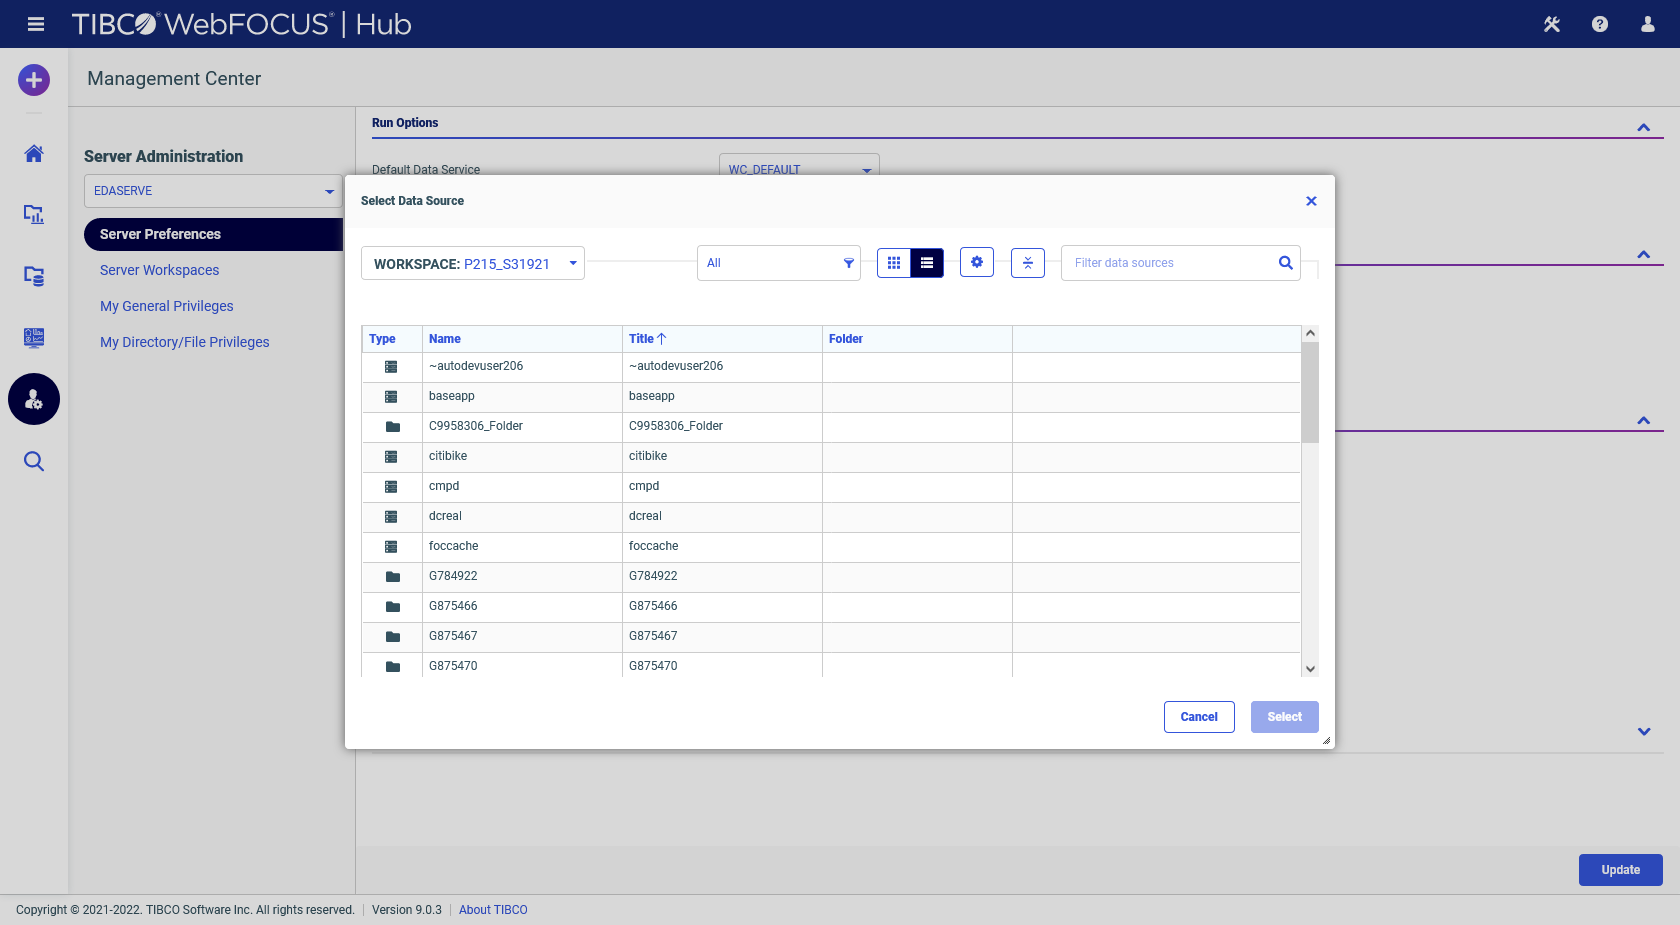 TIBCO® WebFOCUS® | Hub
Management Center
Server Administration
EDASERVE
Server Preferences
Server Workspaces
My General Privileges
My Directory/File Privileges
Run Options
Default Data Service
WC_DEFAULT
Select Data Source
WORKSPACE: P215_S31921
All
Filter data sources
Type Name Title Folder
~autodevuser206 ~autodevuser206
baseapp baseapp
C9958306_Folder C9958306_Folder
citibike citibike
cmpd cmpd
dcreal dcreal
foccache foccache
G784922 G784922
G875466 G875466
G875467 G875467
G875470 G875470
Cancel Select
Update
Copyright © 2021-2022. TIBCO Software Inc. All rights reserved. | Version 9.0.3 | About TIBCO